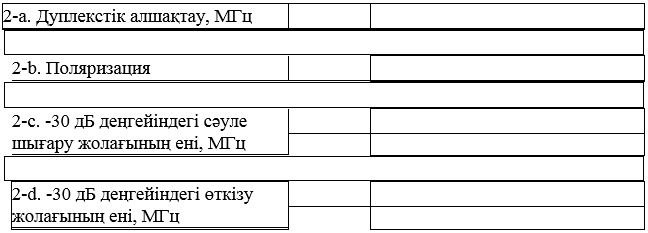 2-а. Дуплекстік алшақтау, МГц
2-b. Поляризация
2-с. -30 дБ деңгейіндегі сәуле
шығару жолағының ені, МГц
2-d. -30 дБ деңгейіндегі өткізу
жолағының ені, МГц